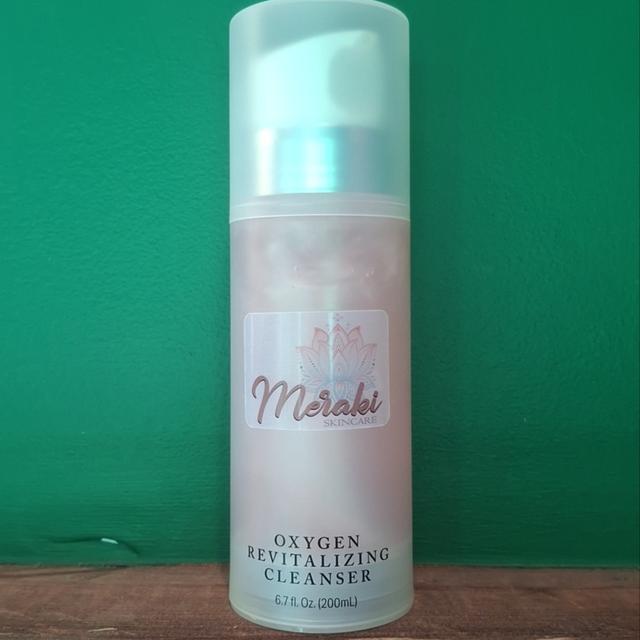 Meraki
SKINCARE
OXYGEN
REVITALIZING
CLEANSER
6.7 fl. Oz. (200mL)